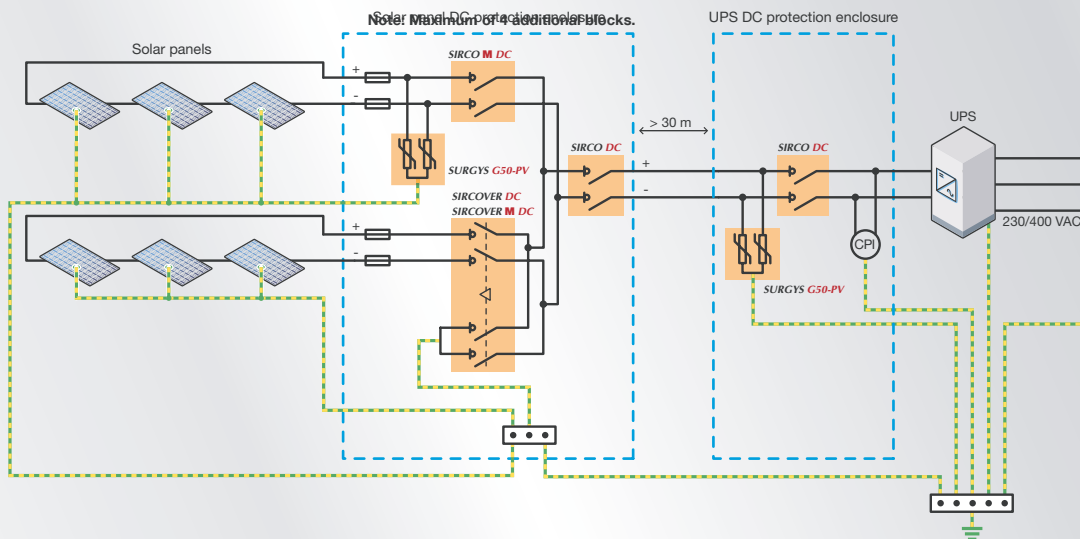 Solar panel DC protection enclosure
Note: Maximum of 4 additional blocks.
UPS DC protection enclosure
Solar panels
SIRCO M DC
+
-
> 30 m
UPS
SIRCO DC
SIRCO DC
+
-
SURGYS G50-PV
SIRCOVER DC
SIRCOVER M DC
+
-
230/400 VAC
CPI
SURGYS G50-PV